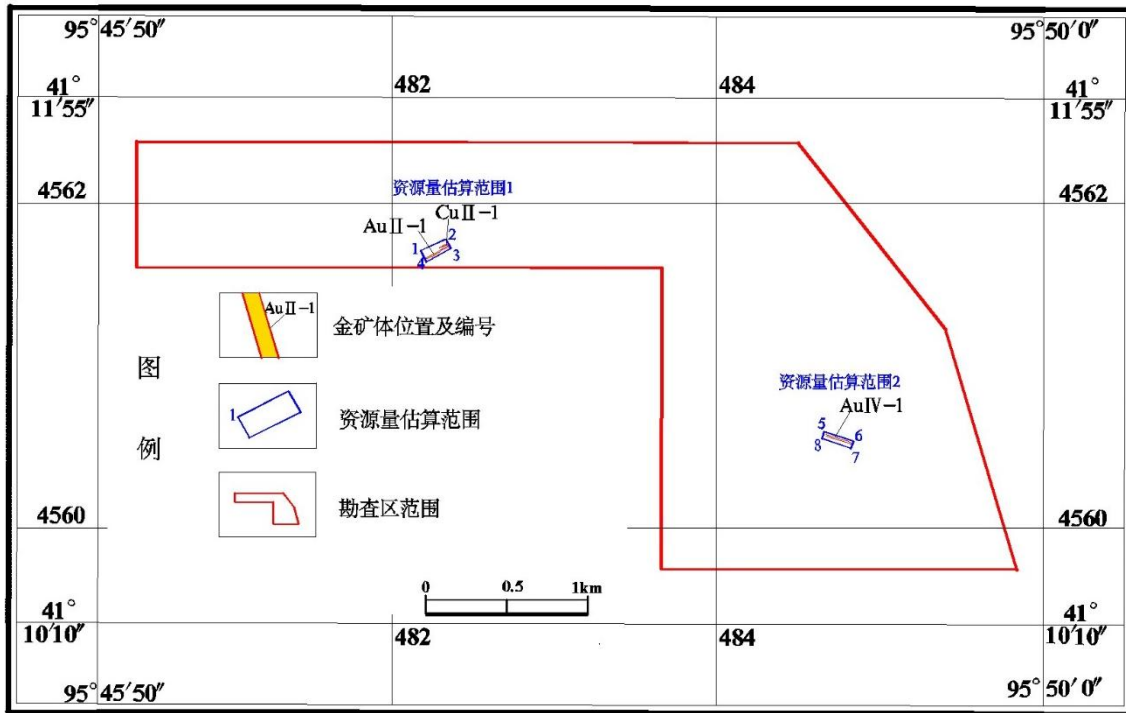 95°45′50″
95°50′0″
41°
11′55″
482
484
41°
11′55″
4562
资源量估算范围1
CuⅡ-1
AuⅡ-1
1
2
3
4
4562
AuⅡ-1
金矿体位置及编号
图
例
1
资源量估算范围
勘查区范围
资源量估算范围2
AuⅣ-1
5
6
8
7
4560
4560
0
0.5
1km
41°
10′10″
482
484
41°
10′10″
95°45′50″
95°50′0″